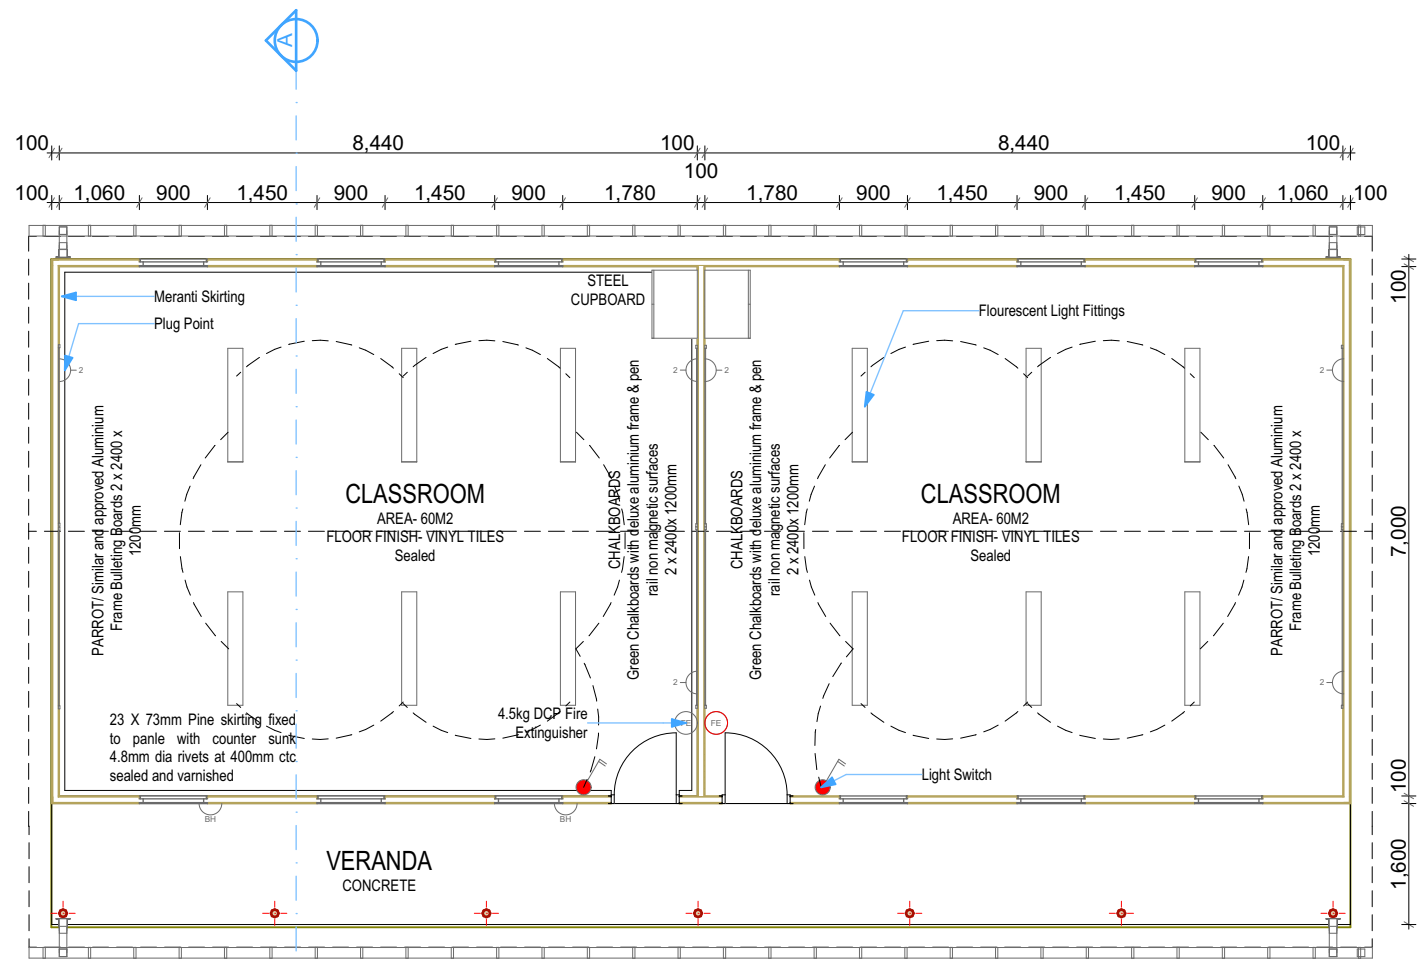 A
100 8,440 100 8,440 100
100
100 1,060 900 1,450 900 1,450 900 1,780 1,780 900 1,450 900 1,450 900 1,060 100
STEEL
CUPBOARD
Meranti Skirting
Plug Point
Flourescent Light Fittings
2
2
2
2
PARROT/ Similar and approved Aluminium
Frame Bulleting Boards 2 x 2400 x
1200mm
CLASSROOM
AREA- 60M2
FLOOR FINISH- VINYL TILES
Sealed
CHALKBOARDS
Green Chalkboards with deluxe aluminium frame & pen
rail non magnetic surfaces
2 x 2400x 1200mm
CHALKBOARDS
Green Chalkboards with deluxe aluminium frame & pen
rail non magnetic surfaces
2 x 2400x 1200mm
CLASSROOM
AREA- 60M2
FLOOR FINISH- VINYL TILES
Sealed
PARROT/ Similar and approved Aluminium
Frame Bulleting Boards 2 x 2400 x
1200mm
100
7,000
100
1,600
2
2
23 X 73mm Pine skirting fixed
to panle with counter sunk
4.8mm dia rivets at 400mm ctc
sealed and varnished
4.5kg DCP Fire
Extinguisher
FE
FE
Light Switch
BH
BH
VERANDA
CONCRETE